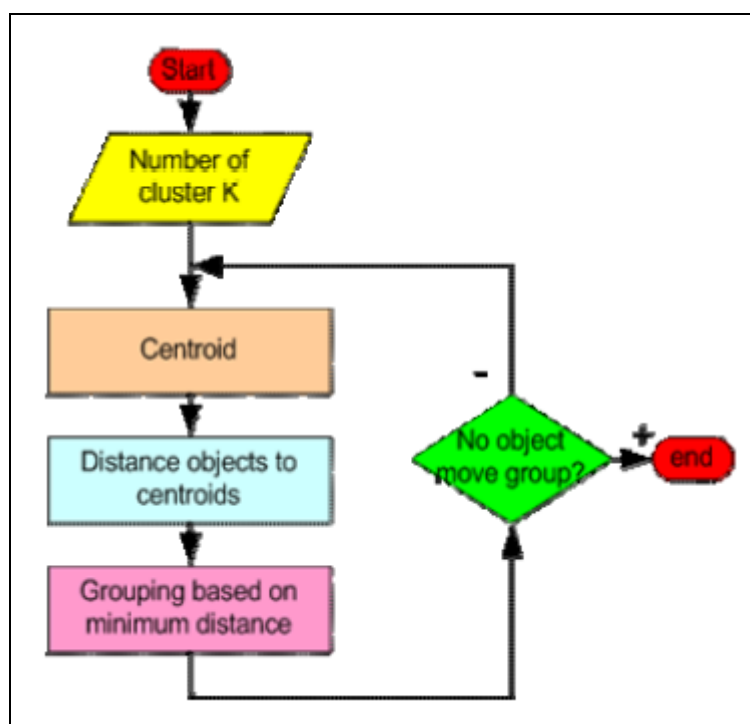 Start
Number of
cluster K
Centroid
Distance objects to
centroids
Grouping based on
minimum distance
-
No object
move group?
+
end